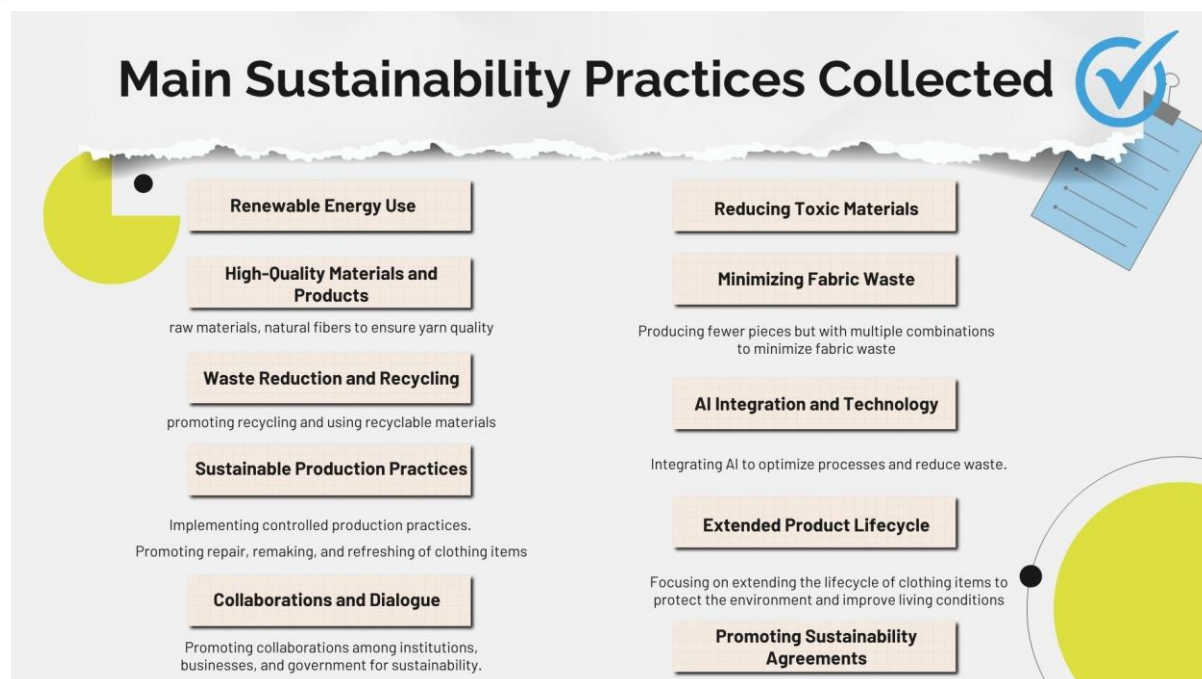 Main Sustainability Practices Collected
Renewable Energy Use
High-Quality Materials and
Products
raw materials, natural fibers to ensure yarn quality
Waste Reduction and Recycling
promoting recycling and using recyclable materials
Sustainable Production Practices
Implementing controlled production practices.
Promoting repair, remaking, and refreshing of clothing items
Collaborations and Dialogue
Promoting collaborations among institutions,
businesses, and government for sustainability.
Reducing Toxic Materials
Minimizing Fabric Waste
Producing fewer pieces but with multiple combinations
to minimize fabric waste
AI Integration and Technology
Integrating AI to optimize processes and reduce waste.
Extended Product Lifecycle
Focusing on extending the lifecycle of clothing items to
protect the environment and improve living conditions
Promoting Sustainability
Agreements